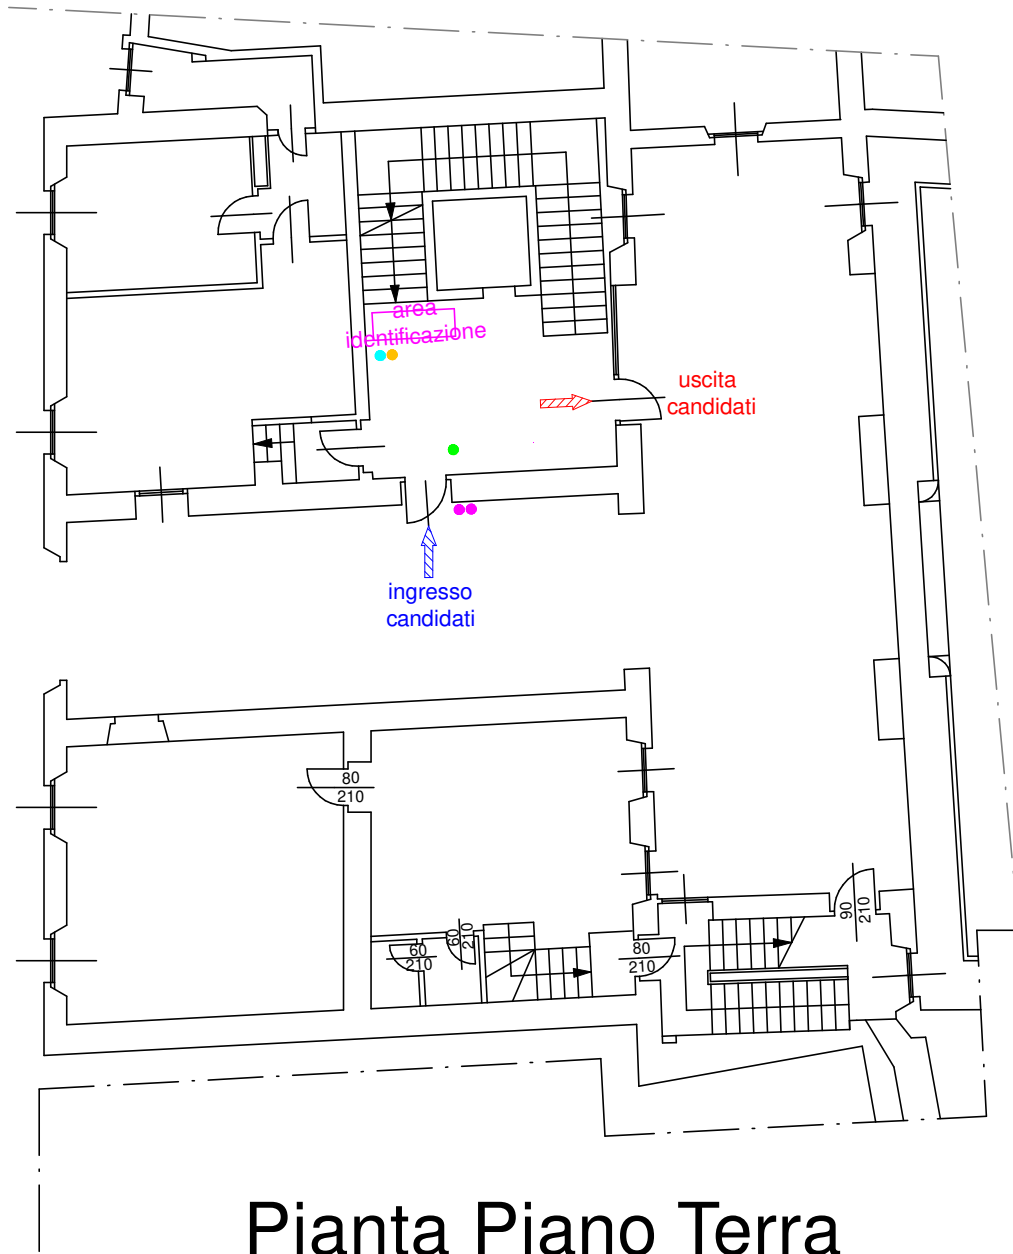 area
identificazione
uscita
candidati
ingresso
candidati
80
210
90
210
60
210
60
210
80
210
Pianta Piano Terra